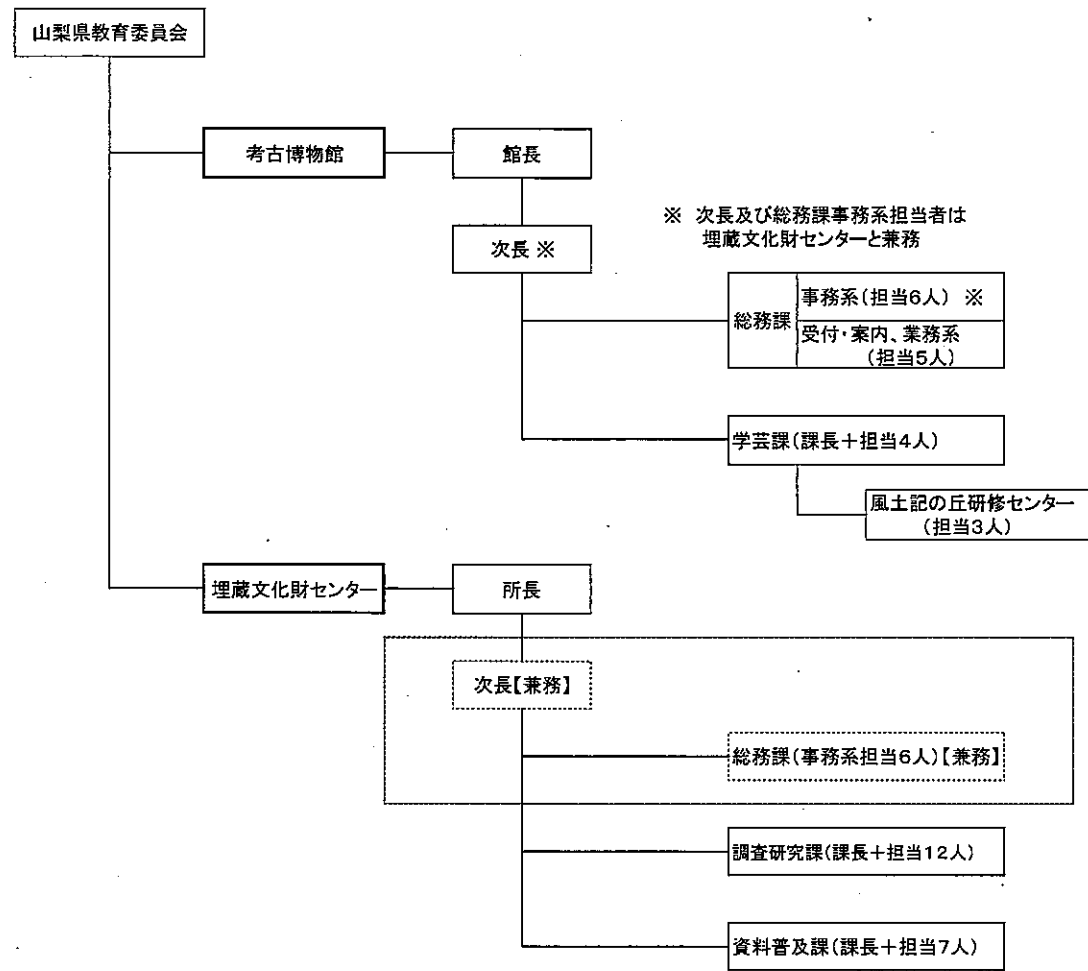 山梨県教育委員会
考古博物館
館長
※ 次長及び総務課事務系担当者は
埋蔵文化財センターと兼務
次長 ※
総務課
事務系(担当6人) ※
受付・案内、業務系
(担当5人)
学芸課(課長+担当4人)
風土記の丘研修センター
(担当3人)
埋蔵文化財センター
所長
次長【兼務】
総務課(事務系担当6人)【兼務】
調査研究課(課長+担当12人)
資料普及課(課長+担当7人)